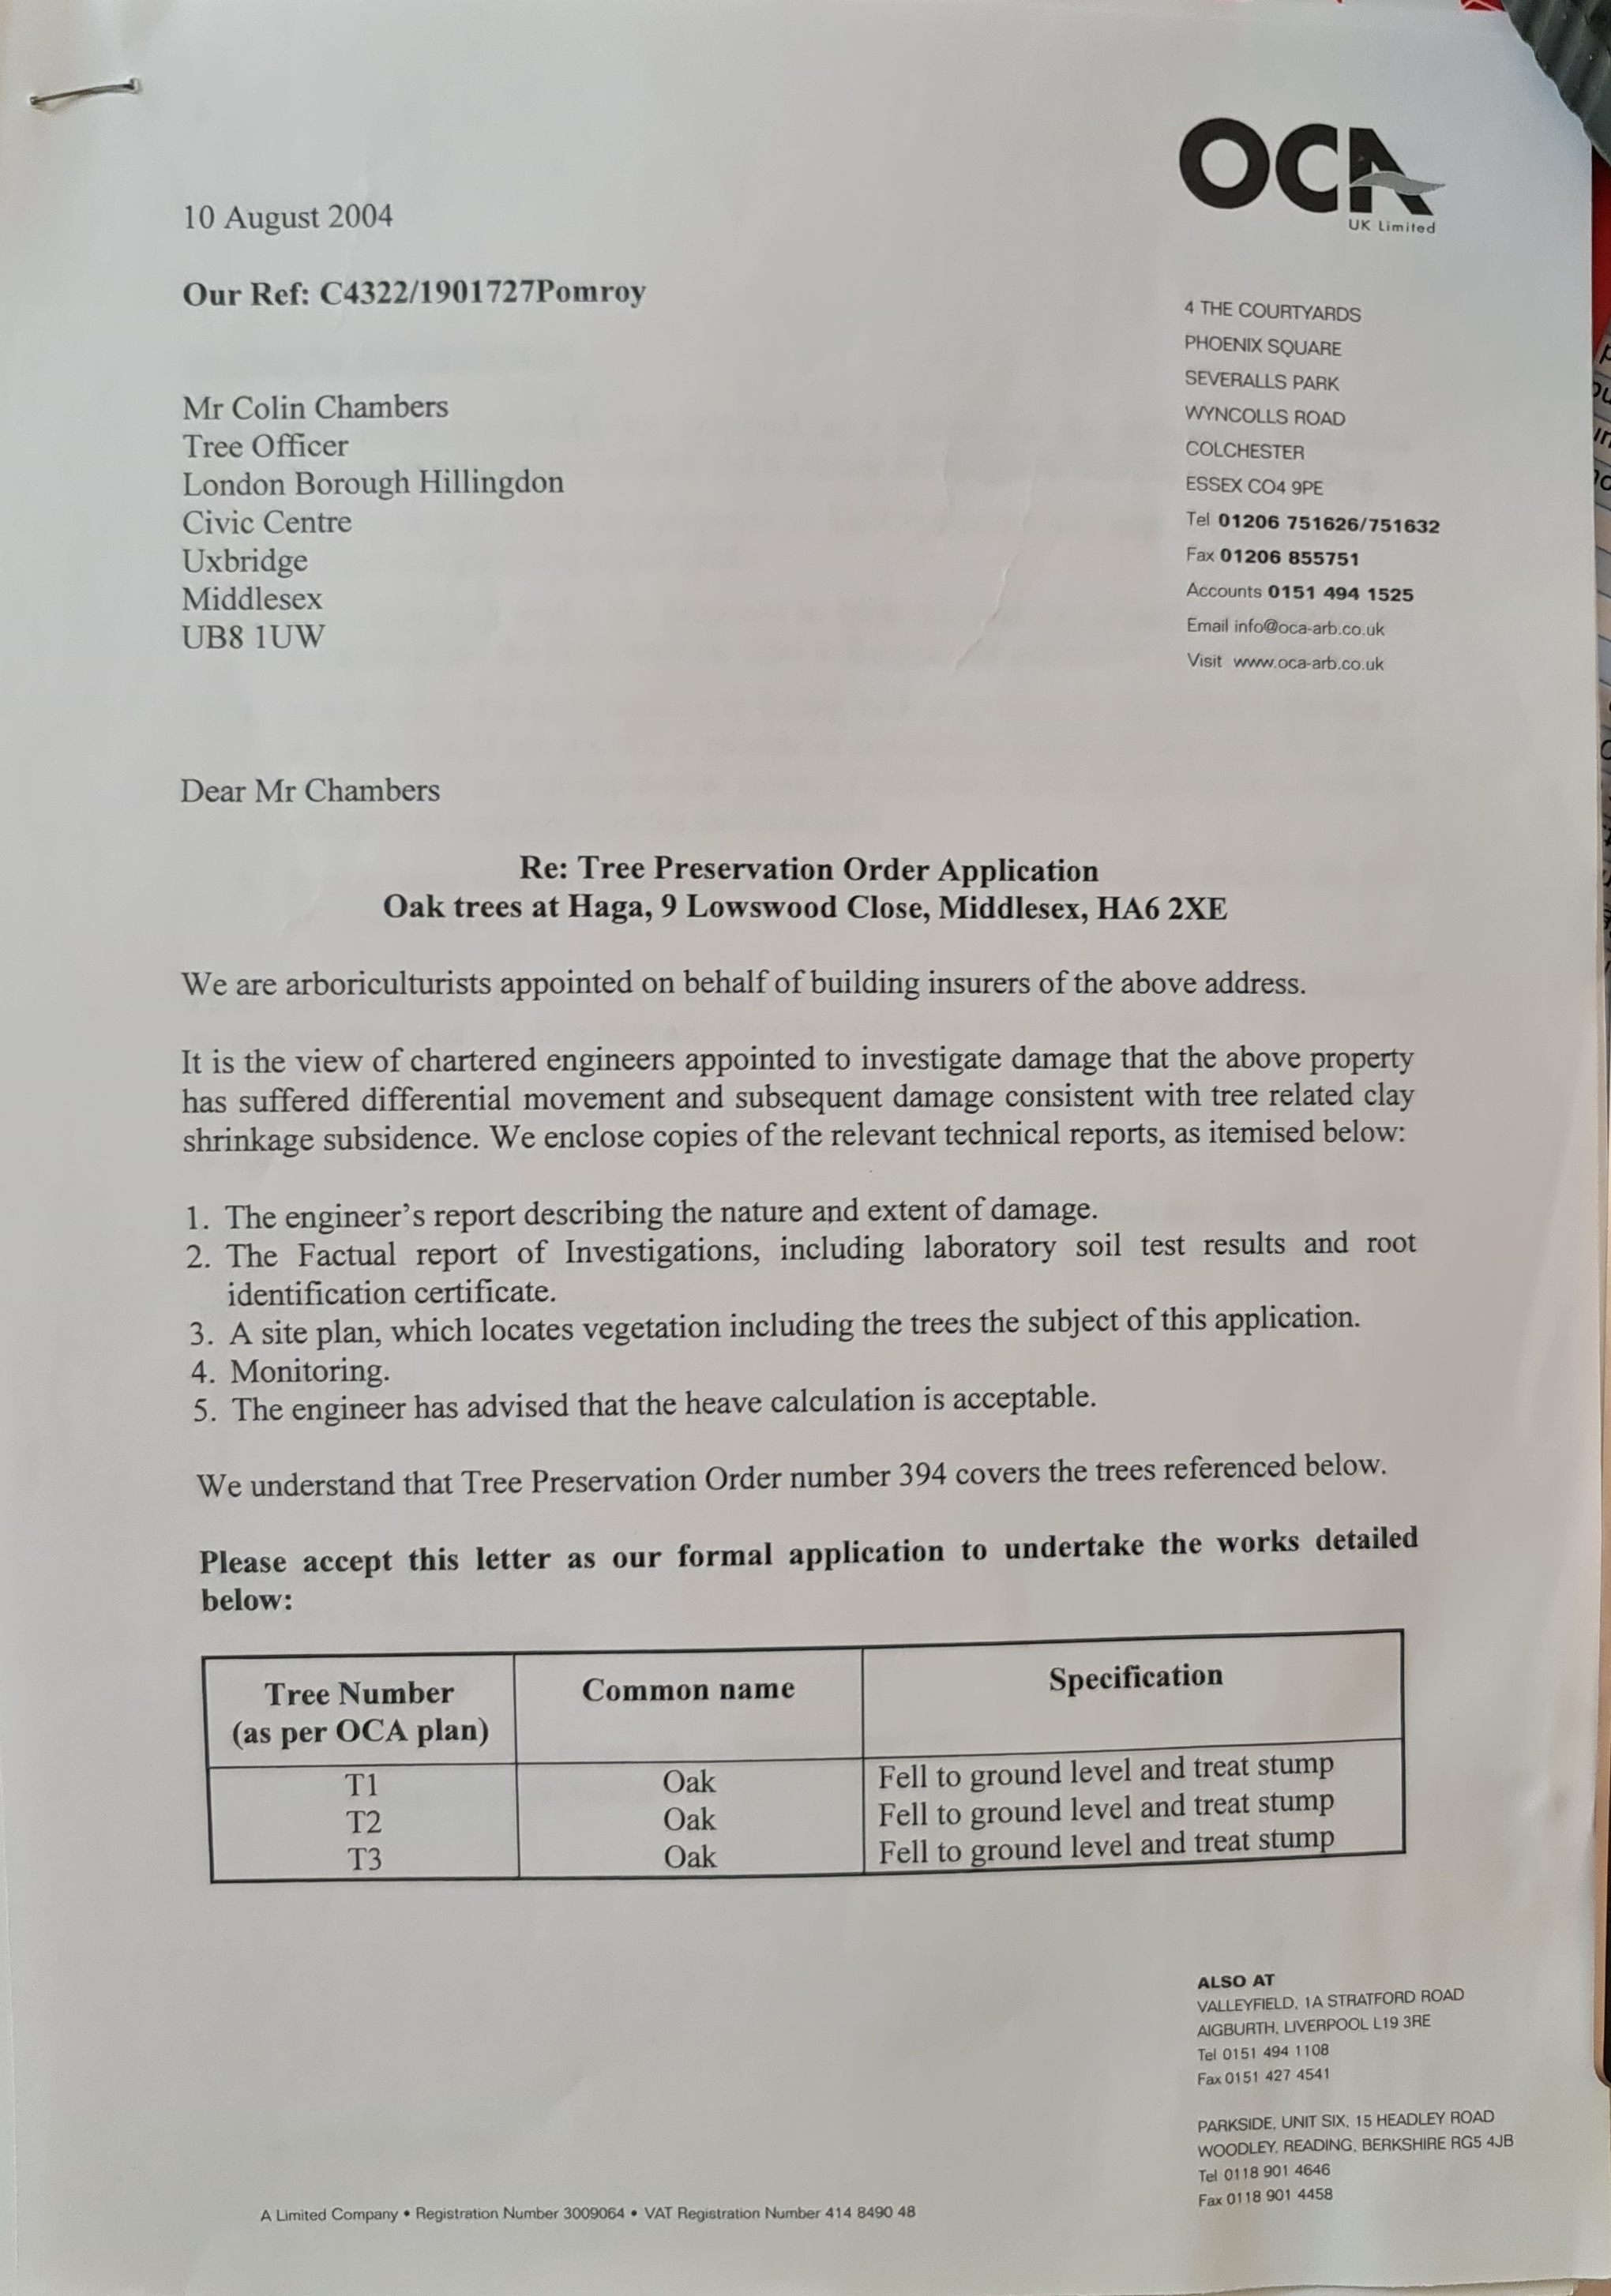 OCA
UK Limited
10 August 2004
Our Ref: C4322/1901727Pomroy
4 THE COURTYARDS
PHOENIX SQUARE
SEVERALLS PARK
WYNCOLLS ROAD
COLCHESTER
ESSEX CO4 9PE
Tel 01206 751626/751632
Fax 01206 855751
Accounts 0151 494 1525
Email info@oca-arb.co.uk
Visit www.oca-arb.co.uk
Mr Colin Chambers
Tree Officer
London Borough Hillingdon
Civic Centre
Uxbridge
Middlesex
UB8 1UW
Dear Mr Chambers
Re: Tree Preservation Order Application
Oak trees at Haga, 9 Lowswood Close, Middlesex, HA6 2XE
We are arboriculturists appointed on behalf of building insurers of the above address.
It is the view of chartered engineers appointed to investigate damage that the above property
has suffered differential movement and subsequent damage consistent with tree related clay
shrinkage subsidence. We enclose copies of the relevant technical reports, as itemised below:
1. The engineer's report describing the nature and extent of damage.
2. The Factual report of Investigations, including laboratory soil test results and root
identification certificate.
3. A site plan, which locates vegetation including the trees the subject of this application.
4. Monitoring.
5. The engineer has advised that the heave calculation is acceptable.
We understand that Tree Preservation Order number 394 covers the trees referenced below.
Please accept this letter as our formal application to undertake the works detailed
below:
Tree Number Common name Specification
(as per OCA plan)
T1 Oak Fell to ground level and treat stump
T2 Oak Fell to ground level and treat stump
T3 Oak Fell to ground level and treat stump
ALSO AT
VALLEYFIELD, 1A STRATFORD ROAD
AIGBURTH, LIVERPOOL L19 3RE
Tel 0151 494 1108
Fax 0151 427 4541
PARKSIDE, UNIT SIX, 15 HEADLEY ROAD
WOODLEY, READING, BERKSHIRE RG5 4JB
Tel 0118 901 4646
Fax 0118 901 4458
A Limited Company • Registration Number 3009064 • VAT Registration Number 414 8490 48